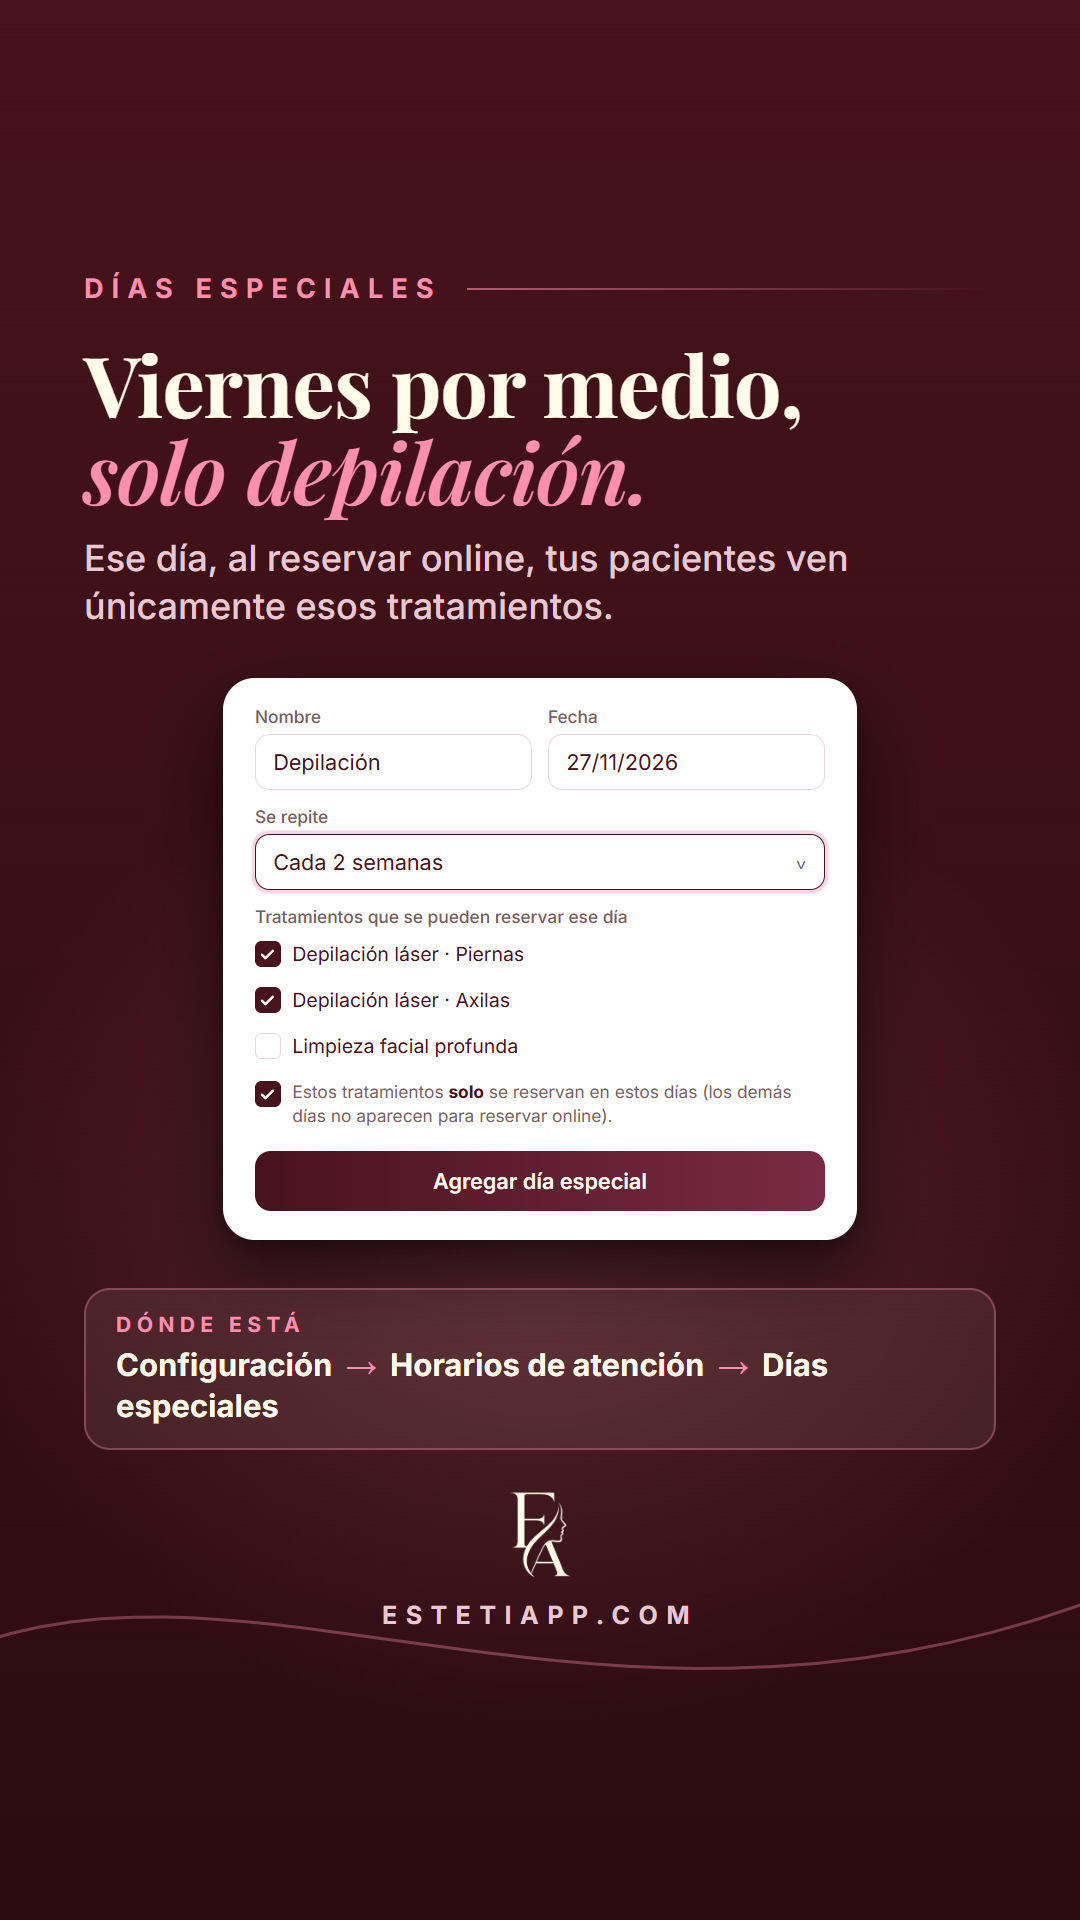 DÍAS ESPECIALES
Viernes por medio,
solo depilación.
Ese día, al reservar online, tus pacientes ven
únicamente esos tratamientos.
Nombre
Fecha
Depilación
27/11/2026
Se repite
Cada 2 semanas
Tratamientos que se pueden reservar ese día
Depilación láser · Piernas
Depilación láser · Axilas
Limpieza facial profunda
Estos tratamientos solo se reservan en estos días (los demás
días no aparecen para reservar online).
Agregar día especial
DÓNDE ESTÁ
Configuración → Horarios de atención → Días
especiales
EA
ESTETIAPP.COM